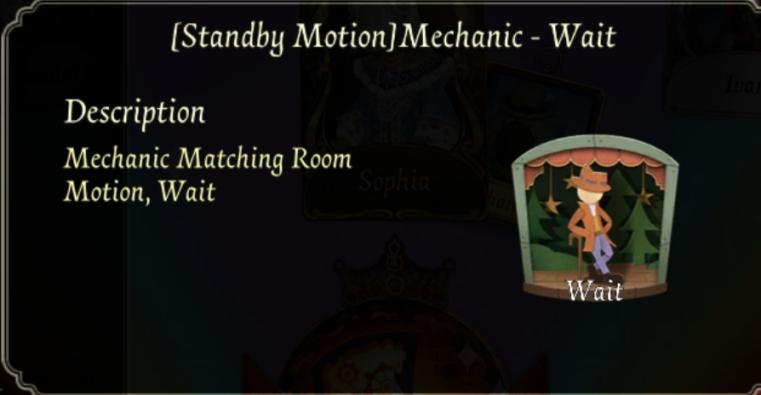 [Standby Motion]Mechanic - Wait
Description
Mechanic Matching Room
Motion, Wait
Sophia
Wait